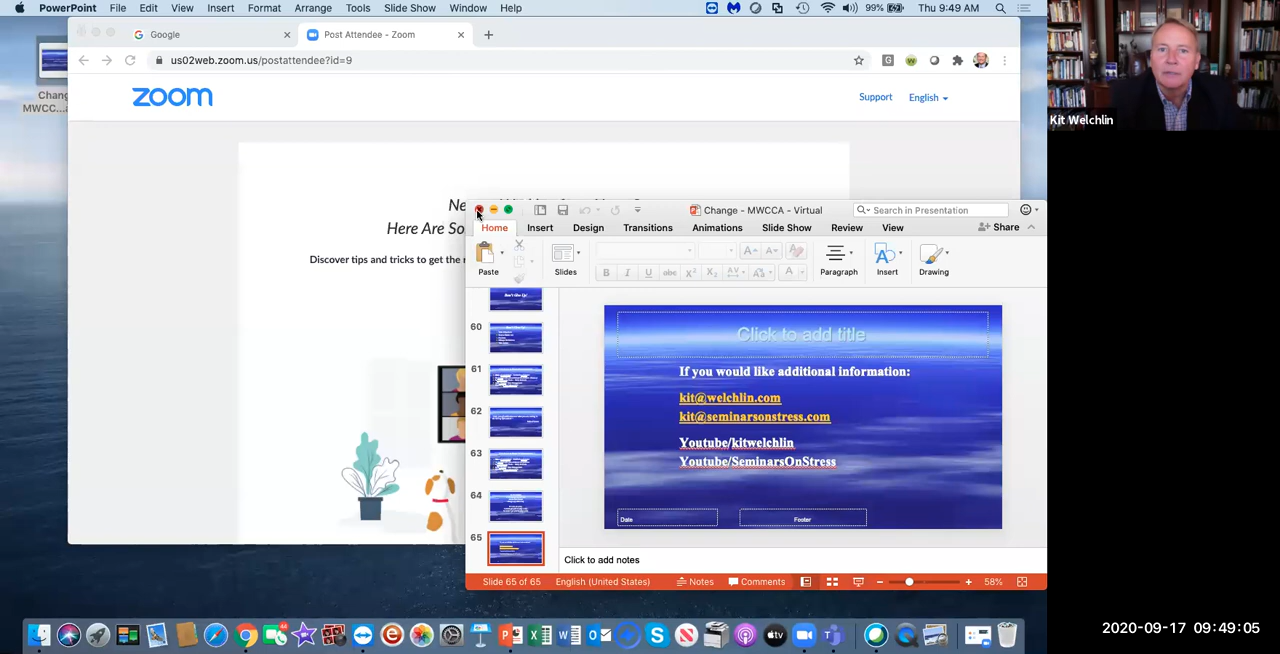 PowerPoint File Edit View Insert Format Arrange Tools Slide Show Window Help 99% Thu 9:49 AM
Google
Post Attendee - Zoom
us02web.zoom.us/postattendee?id=9
zoom
Support English
Kit Welchlin
Chang
MWCC...
Ne
Here Are So
Discover tips and tricks to get the
Change - MWCCA - Virtual
Search in Presentation
Home Insert Design Transitions Animations Slide Show Review View Share
Paste Slides Paragraph Insert Drawing
60
61
62
63
64
65
Click to add title
If you would like additional information:
kit@welchlin.com
kit@seminarsonstress.com
Youtube/kitwelchlin
Youtube/SeminarsOnStress
Date Footer
Click to add notes
Slide 65 of 65 English (United States) Notes Comments 58%
2020-09-17 09:49:05